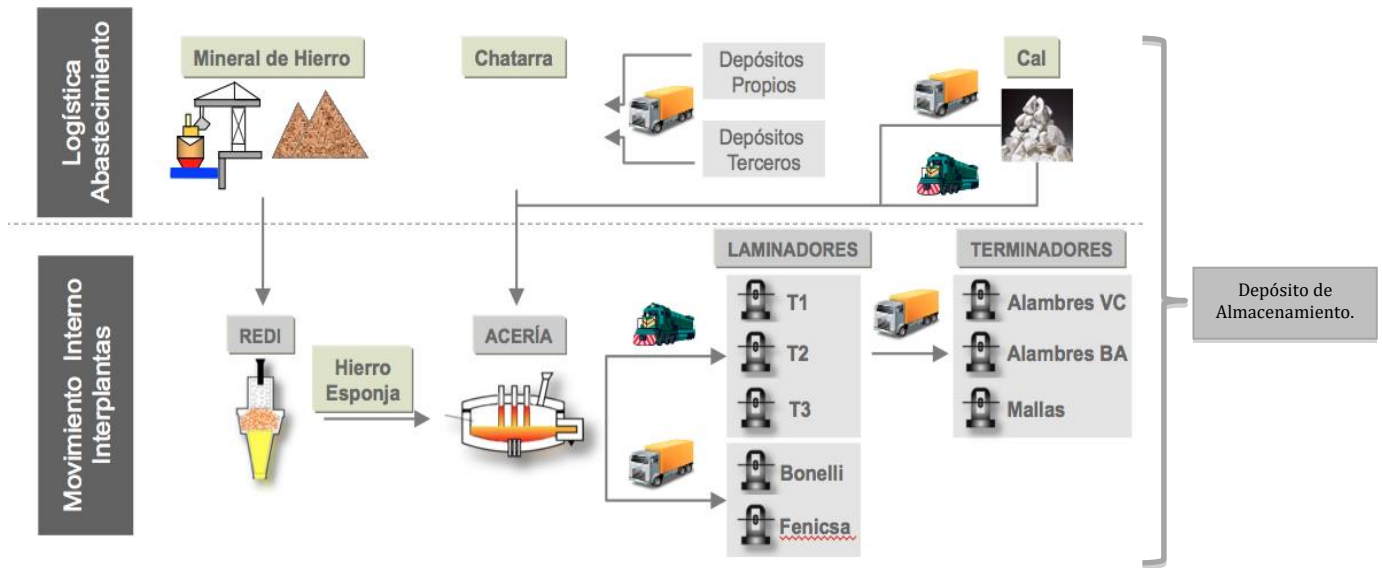 Logística
Abastecimiento
Mineral de Hierro
Chatarra
Depósitos
Propios
Depósitos
Terceros
Cal
Movimiento Interno
Interplantas
REDI
Hierro
Esponja
ACERÍA
LAMINADORES
T1
T2
T3
Bonelli
Fenicsa
TERMINADORES
Alambres VC
Alambres BA
Mallas
Depósito de
Almacenamiento.